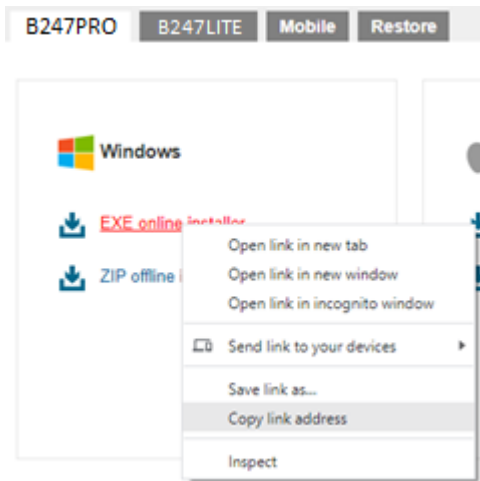 B247PRO B247LITE Mobile Restore
Windows
EXE online installer
ZIP offline
Open link in new tab
Open link in new window
Open link in incognito window
Send link to your devices
Save link as...
Copy link address
Inspect